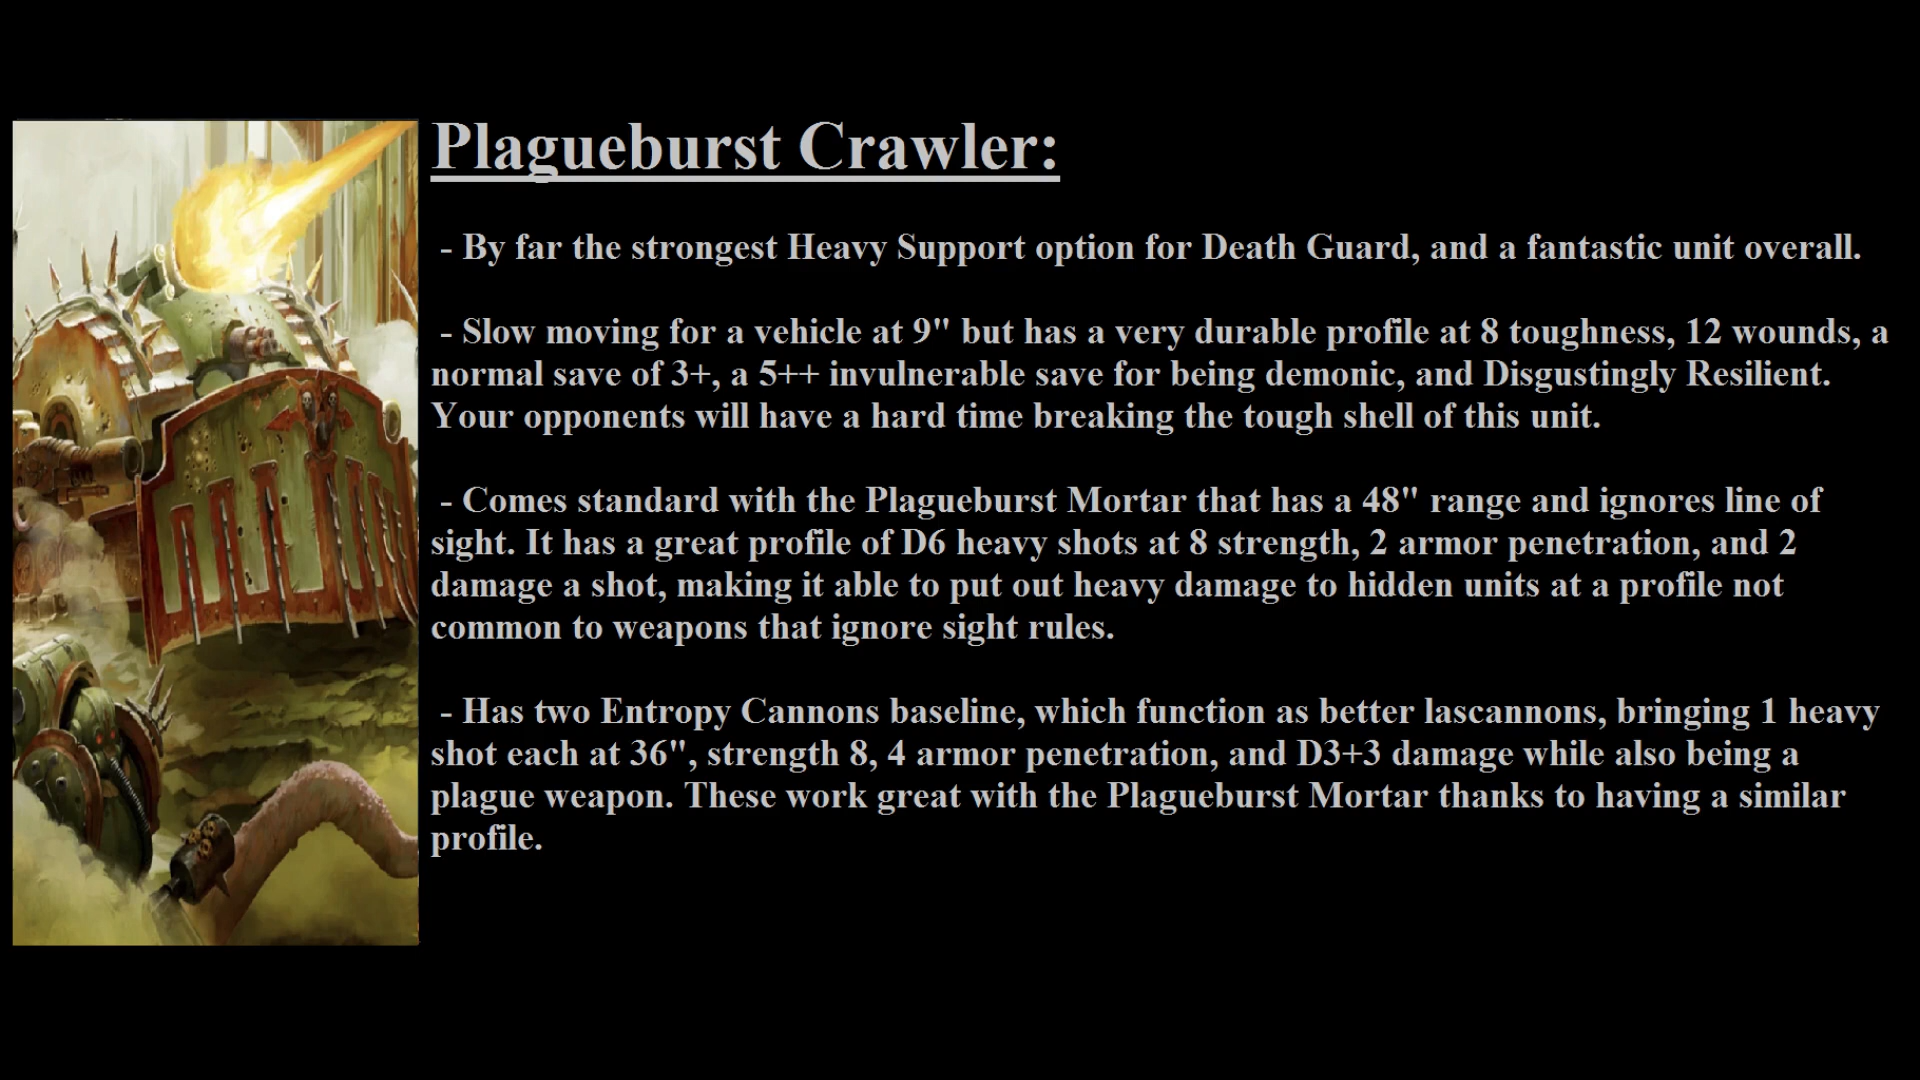 Plagueburst Crawler:
- By far the strongest Heavy Support option for Death Guard, and a fantastic unit overall.
- Slow moving for a vehicle at 9" but has a very durable profile at 8 toughness, 12 wounds, a
normal save of 3+, a 5++ invulnerable save for being demonic, and Disgustingly Resilient.
Your opponents will have a hard time breaking the tough shell of this unit.
- Comes standard with the Plagueburst Mortar that has a 48" range and ignores line of
sight. It has a great profile of D6 heavy shots at 8 strength, 2 armor penetration, and 2
damage a shot, making it able to put out heavy damage to hidden units at a profile not
common to weapons that ignore sight rules.
- Has two Entropy Cannons baseline, which function as better lascannons, bringing 1 heavy
shot each at 36", strength 8, 4 armor penetration, and D3+3 damage while also being a
plague weapon. These work great with the Plagueburst Mortar thanks to having a similar
profile.